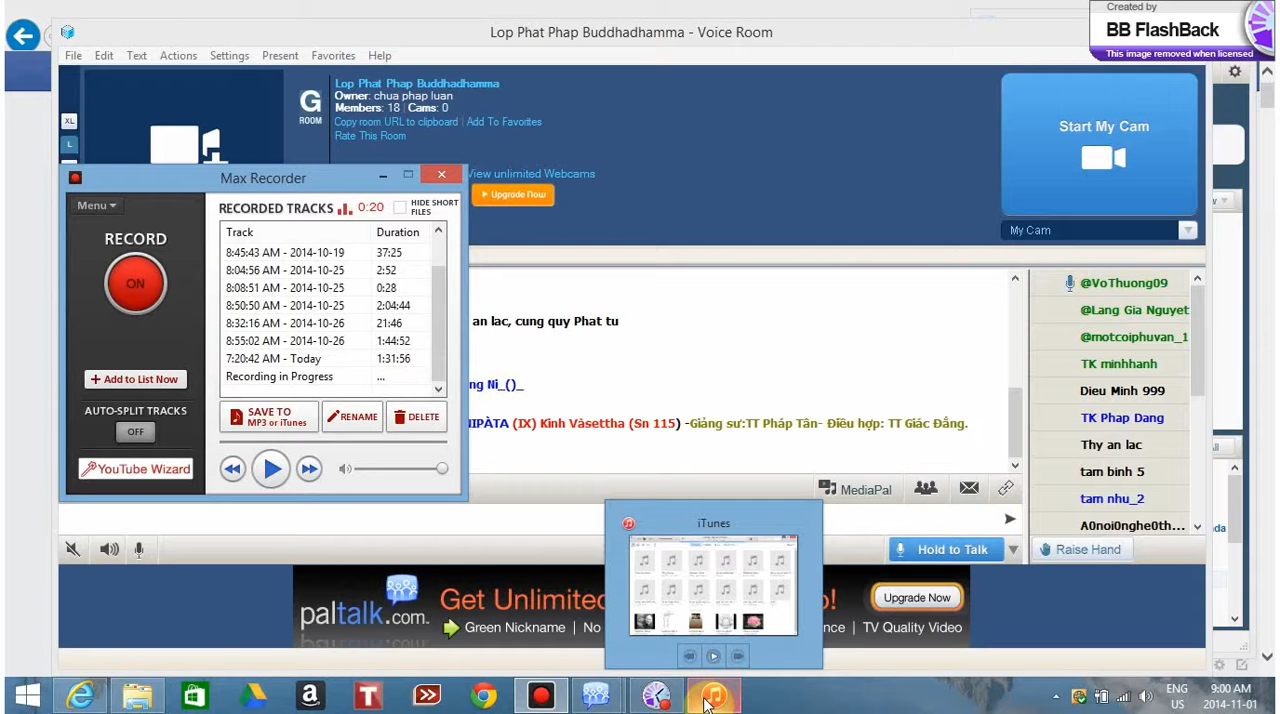 Created by
BB FlashBack
This image removed when licensed
Lop Phat Phap Buddhadhamma - Voice Room
File Edit Text Actions Settings Present Favorites Help
XL
L
G
ROOM
Lop Phat Phap Buddhadhamma
Owner: chua phap luan
Members: 18 | Cams: 0
Copy room URL to clipboard | Add To Favorites
Rate This Room
View unlimited Webcams
Upgrade Now
Start My Cam
My Cam
Max Recorder
Menu
RECORD
ON
+ Add to List Now
AUTO-SPLIT TRACKS
OFF
YouTube Wizard
RECORDED TRACKS 0:20 HIDE SHORT FILES
Track Duration
8:45:43 AM - 2014-10-19 37:25
8:04:56 AM - 2014-10-25 2:52
8:08:51 AM - 2014-10-25 0:28
8:50:50 AM - 2014-10-25 2:04:44
8:32:16 AM - 2014-10-26 21:46
8:55:02 AM - 2014-10-26 1:44:52
7:20:42 AM - Today 1:31:56
Recording in Progress ...
SAVE TO
MP3 or iTunes
RENAME
DELETE
an lac, cung quy Phat tu
ng Ni_()_
NIPÀTA (IX) Kinh Vàsettha (Sn 115) -Giảng sư:TT Pháp Tân- Điều hợp: TT Giác Đẳng.
@VoThuong09
@Lang Gia Nguyet
@motcoiphuvan_1
TK minhhanh
Dieu Minh 999
TK Phap Dang
Thy an lac
tam binh 5
tam nhu_2
A0noi0nghe0th...
MediaPal
iTunes
Hold to Talk
Raise Hand
paltalk.com
Get Unlimited
Green Nickname | No
TV Quality Video
Upgrade Now
ENG
US
9:00 AM
2014-11-01